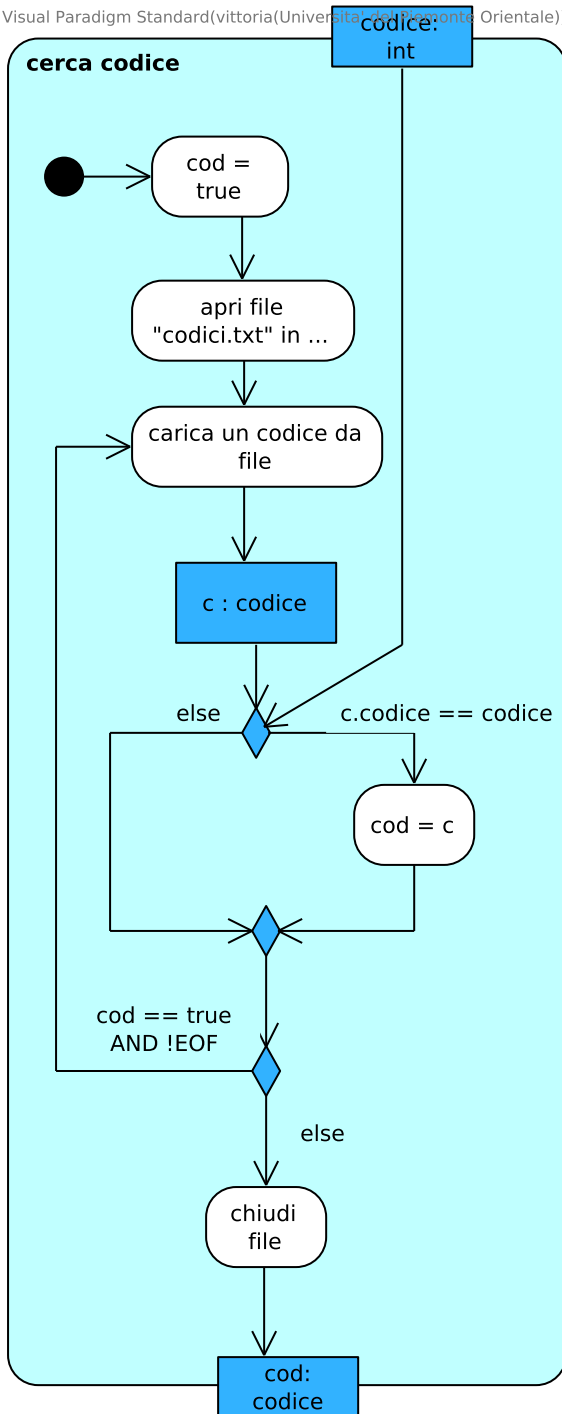 Visual Paradigm Standard(vittoria(Universita' del Piemonte Orientale)
codice:
int
cerca codice
cod =
true
apri file
"codici.txt" in ...
carica un codice da
file
c : codice
else
c.codice == codice
cod = c
cod == true
AND !EOF
else
chiudi
file
cod:
codice